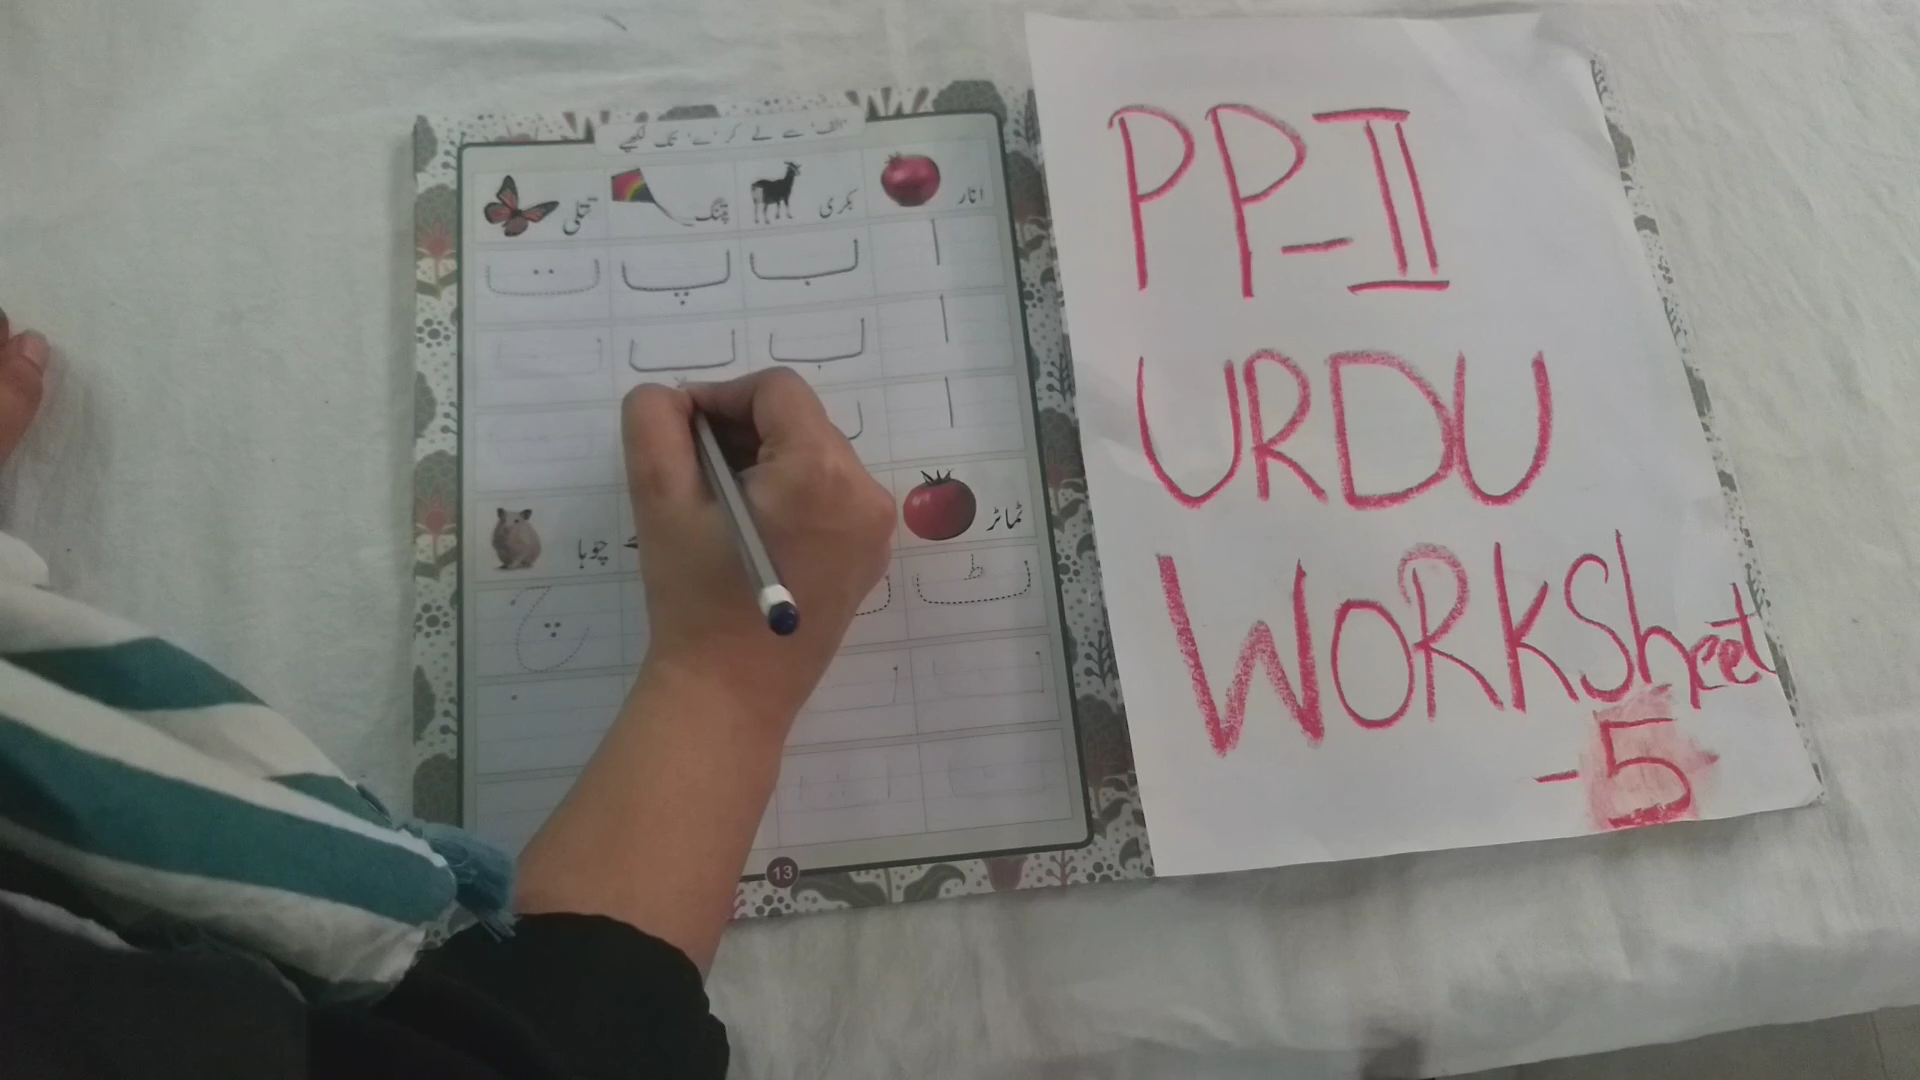 'الف' سے لے کر 'ے' تک لکھیے
انار
بکری
پتنگ
تتلی
ا ب پ ت
ا ب پ
ا
ٹماٹر
چوہا
ٹ
چ
13
PP-II
URDU
WORKSheet
-5